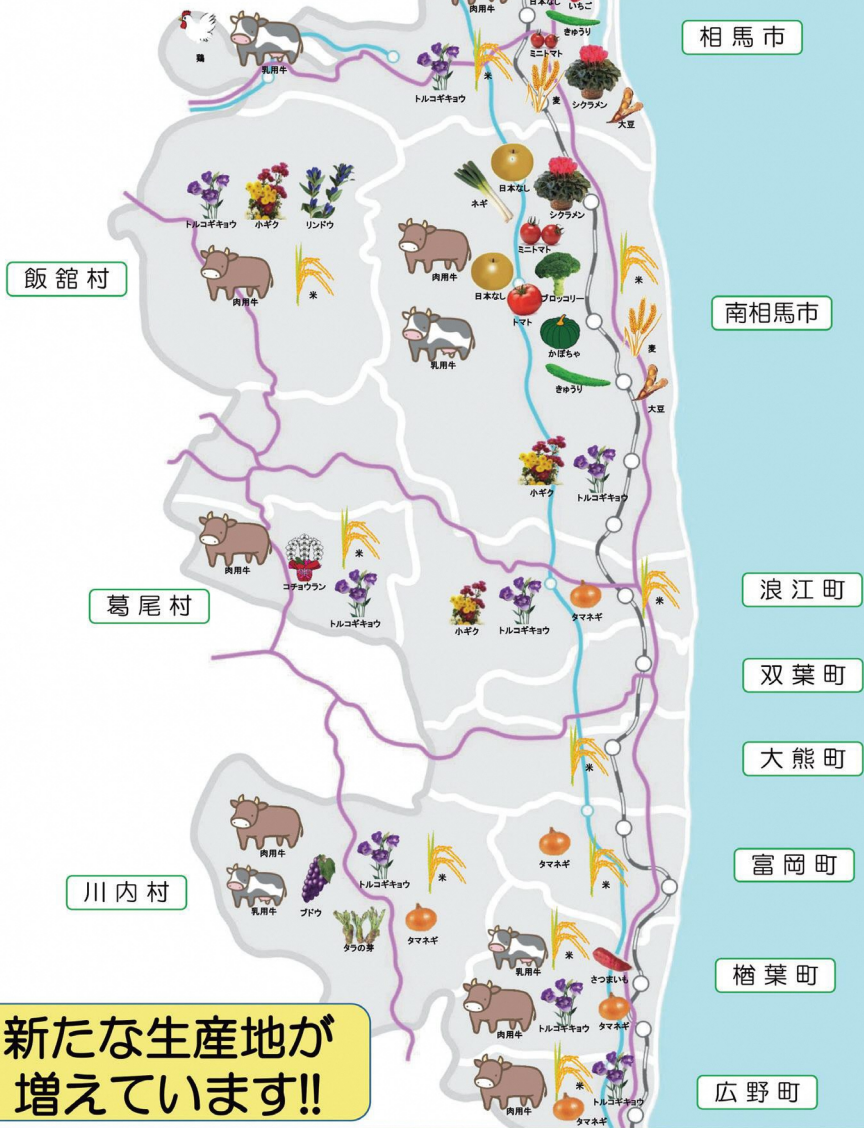 肉用牛
日本なし
いちご
きゅうり
相馬市
鶏
乳用牛
トルコギキョウ
米
ミニトマト
麦
シクラメン
大豆
トルコギキョウ
小ギク
リンドウ
肉用牛
米
飯舘村
ネギ
日本なし
シクラメン
ミニトマト
肉用牛
日本なし
ブロッコリー
トマト
乳用牛
かぼちゃ
きゅうり
米
麦
大豆
南相馬市
小ギク
トルコギキョウ
肉用牛
コチョウラン
米
トルコギキョウ
葛尾村
小ギク
トルコギキョウ
タマネギ
米
浪江町
双葉町
米
大熊町
肉用牛
乳用牛
ブドウ
トルコギキョウ
米
タラの芽
タマネギ
川内村
タマネギ
米
富岡町
乳用牛
米
さつまいも
肉用牛
トルコギキョウ
タマネギ
楢葉町
肉用牛
米
トルコギキョウ
タマネギ
広野町
新たな生産地が
増えています!!